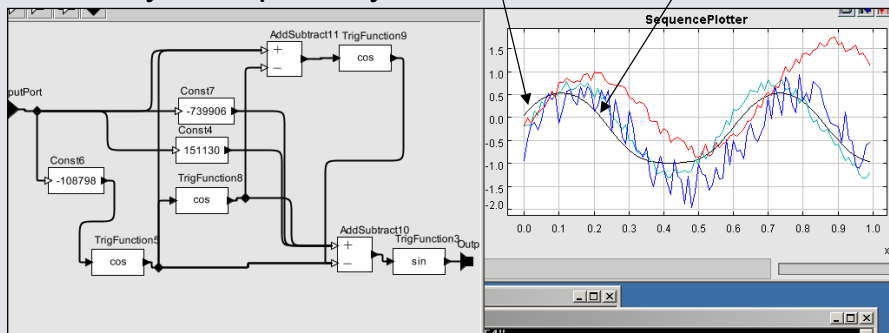 AddSubtract11
TrigFunction9
+
−
cos
Const7
-739906
Const4
151130
Const6
-108798
TrigFunction8
cos
TrigFunction5
cos
AddSubtract10
+
−
TrigFunction3
sin
Outp
SequencePlotter
1.5
1.0
0.5
0.0
-0.5
-1.0
-1.5
-2.0
0.0 0.1 0.2 0.3 0.4 0.5 0.6 0.7 0.8 0.9 1.0
x